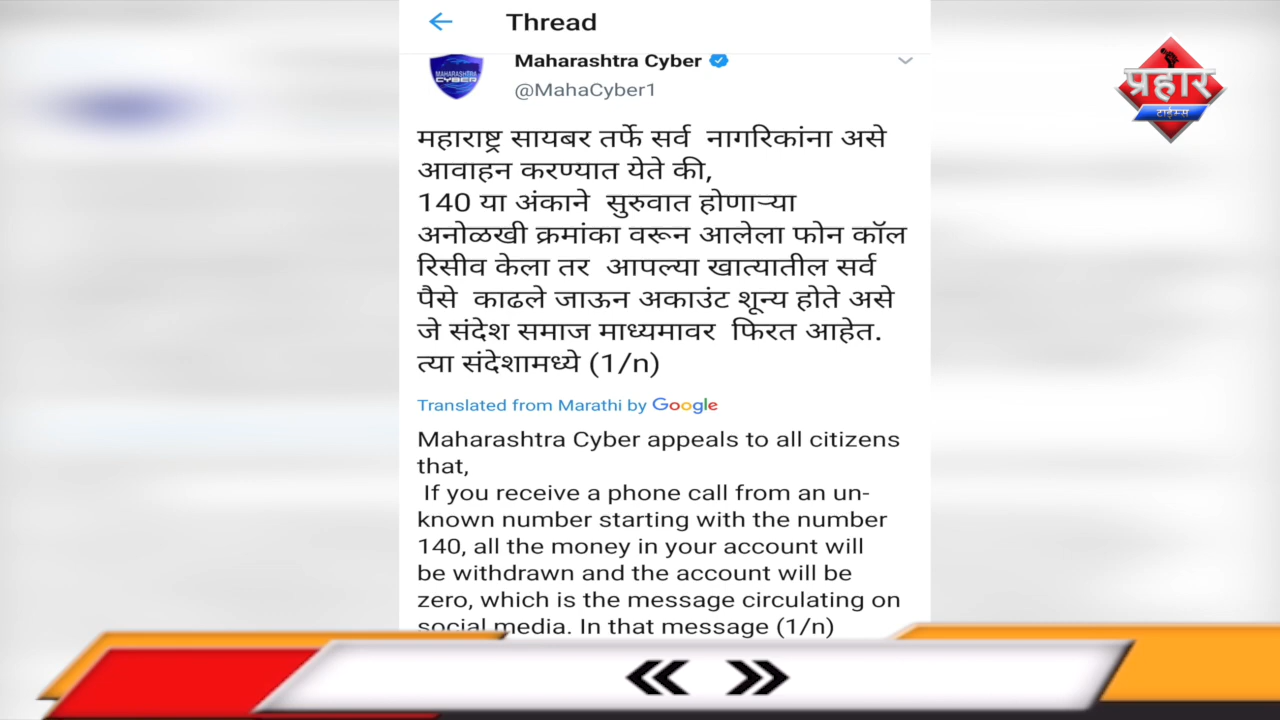 Thread
Maharashtra Cyber
@MahaCyber1
MAHARASHTRA
CYBER
प्रहार
टाईम्स
महाराष्ट्र सायबर तर्फे सर्व नागरिकांना असे
आवाहन करण्यात येते की,
140 या अंकाने सुरुवात होणाऱ्या
अनोळखी क्रमांका वरून आलेला फोन कॉल
रिसीव केला तर आपल्या खात्यातील सर्व
पैसे काढले जाऊन अकाउंट शून्य होते असे
जे संदेश समाज माध्यमावर फिरत आहेत.
त्या संदेशामध्ये (1/n)
Translated from Marathi by Google
Maharashtra Cyber appeals to all citizens
that,
If you receive a phone call from an un-
known number starting with the number
140, all the money in your account will
be withdrawn and the account will be
zero, which is the message circulating on
social media. In that message (1/n)